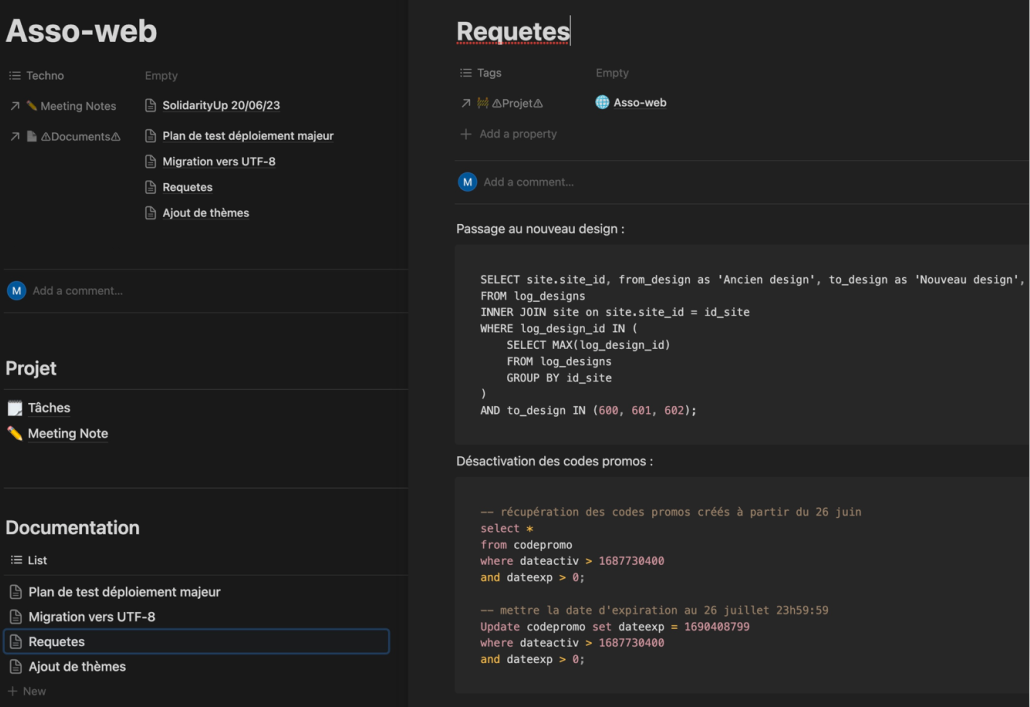 Asso-web
Techno Empty
Meeting Notes SolidarityUp 20/06/23
⚠Documents⚠ Plan de test déploiement majeur
Migration vers UTF-8
Requetes
Ajout de thèmes
M Add a comment...
Projet
Tâches
Meeting Note
Documentation
List
Plan de test déploiement majeur
Migration vers UTF-8
Requetes
Ajout de thèmes
+ New
Requetes
Tags Empty
⚠Projet⚠ Asso-web
+ Add a property
M Add a comment...
Passage au nouveau design :
SELECT site.site_id, from_design as 'Ancien design', to_design as 'Nouveau design',
FROM log_designs
INNER JOIN site on site.site_id = id_site
WHERE log_design_id IN (
SELECT MAX(log_design_id)
FROM log_designs
GROUP BY id_site
)
AND to_design IN (600, 601, 602);
Désactivation des codes promos :
-- récupération des codes promos créés à partir du 26 juin
select *
from codepromo
where dateactiv > 1687730400
and dateexp > 0;
-- mettre la date d'expiration au 26 juillet 23h59:59
Update codepromo set dateexp = 1690408799
where dateactiv > 1687730400
and dateexp > 0;